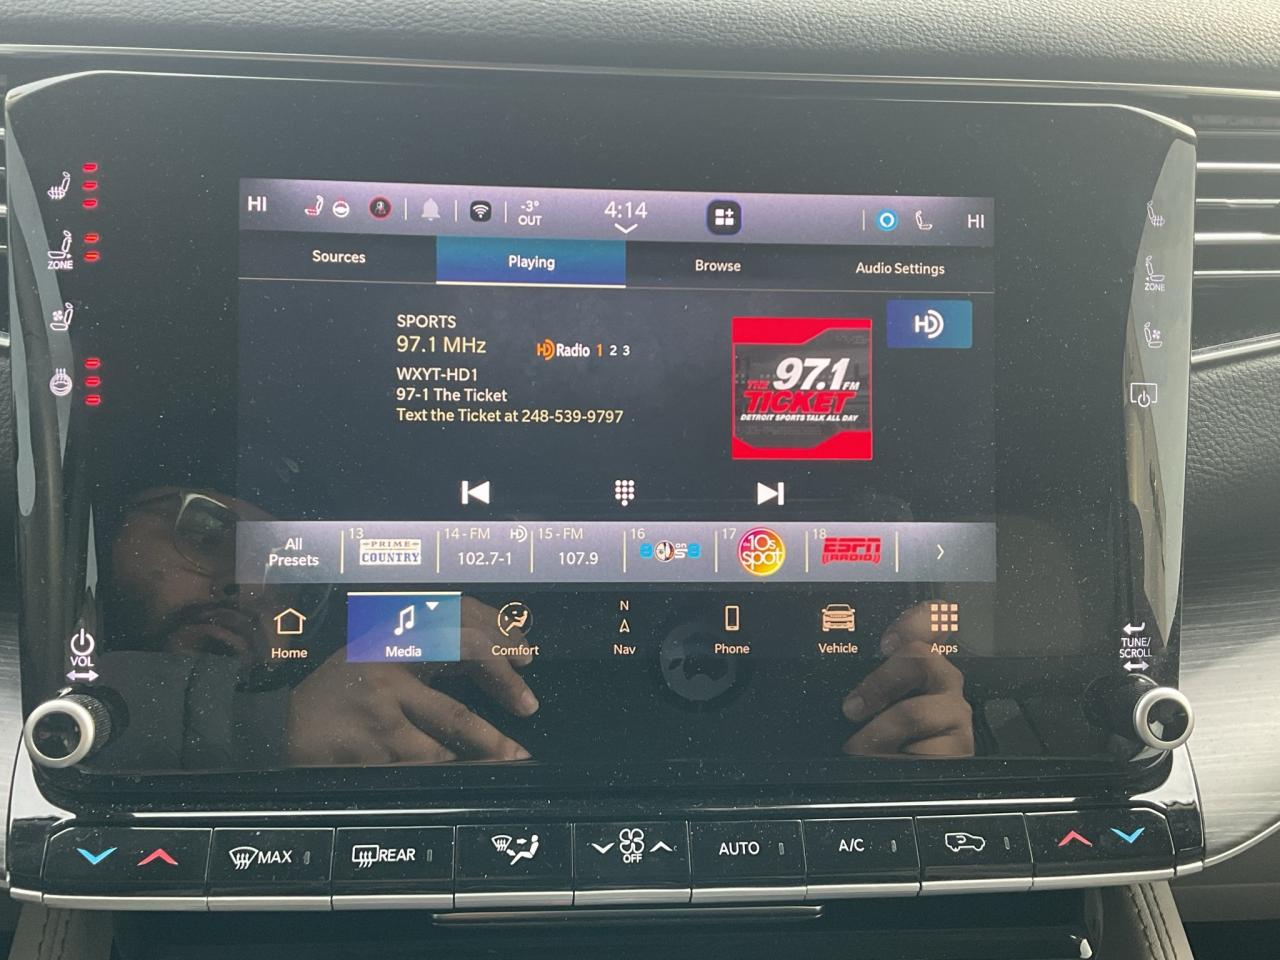 HI
-3°
OUT
4:14
HI
Sources
Playing
Browse
Audio Settings
SPORTS
97.1 MHz
HD Radio 1 2 3
WXYT-HD1
97-1 The Ticket
Text the Ticket at 248-539-9797
97.1 FM
THE
TICKET
DETROIT SPORTS TALK ALL DAY
HD
All
Presets
13
PRIME
COUNTRY
14 - FM HD
102.7-1
15 - FM
107.9
16
80s on 8
17
10s
spot
18
ESPN
RADIO
Home
Media
Comfort
N
Nav
Phone
Vehicle
Apps
ZONE
VOL
ZONE
TUNE/
SCROLL
MAX
REAR
OFF
AUTO
A/C